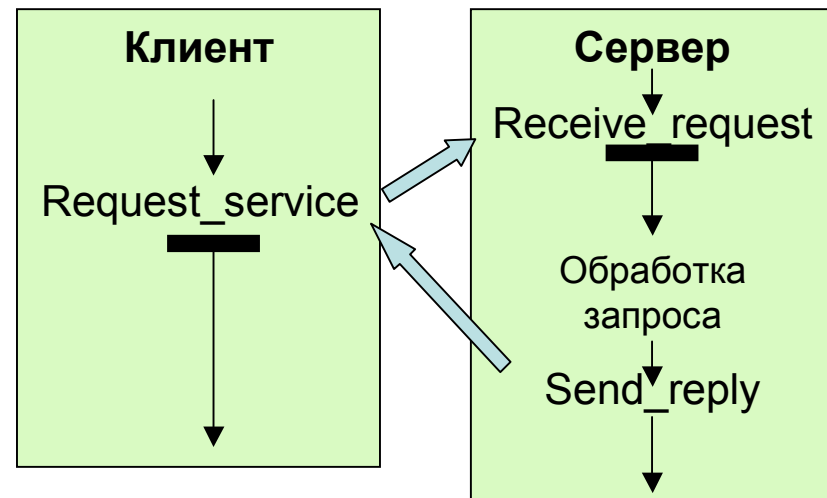 Клиент
Request_service
Сервер
Receive_request
Обработка
запроса
Send_reply